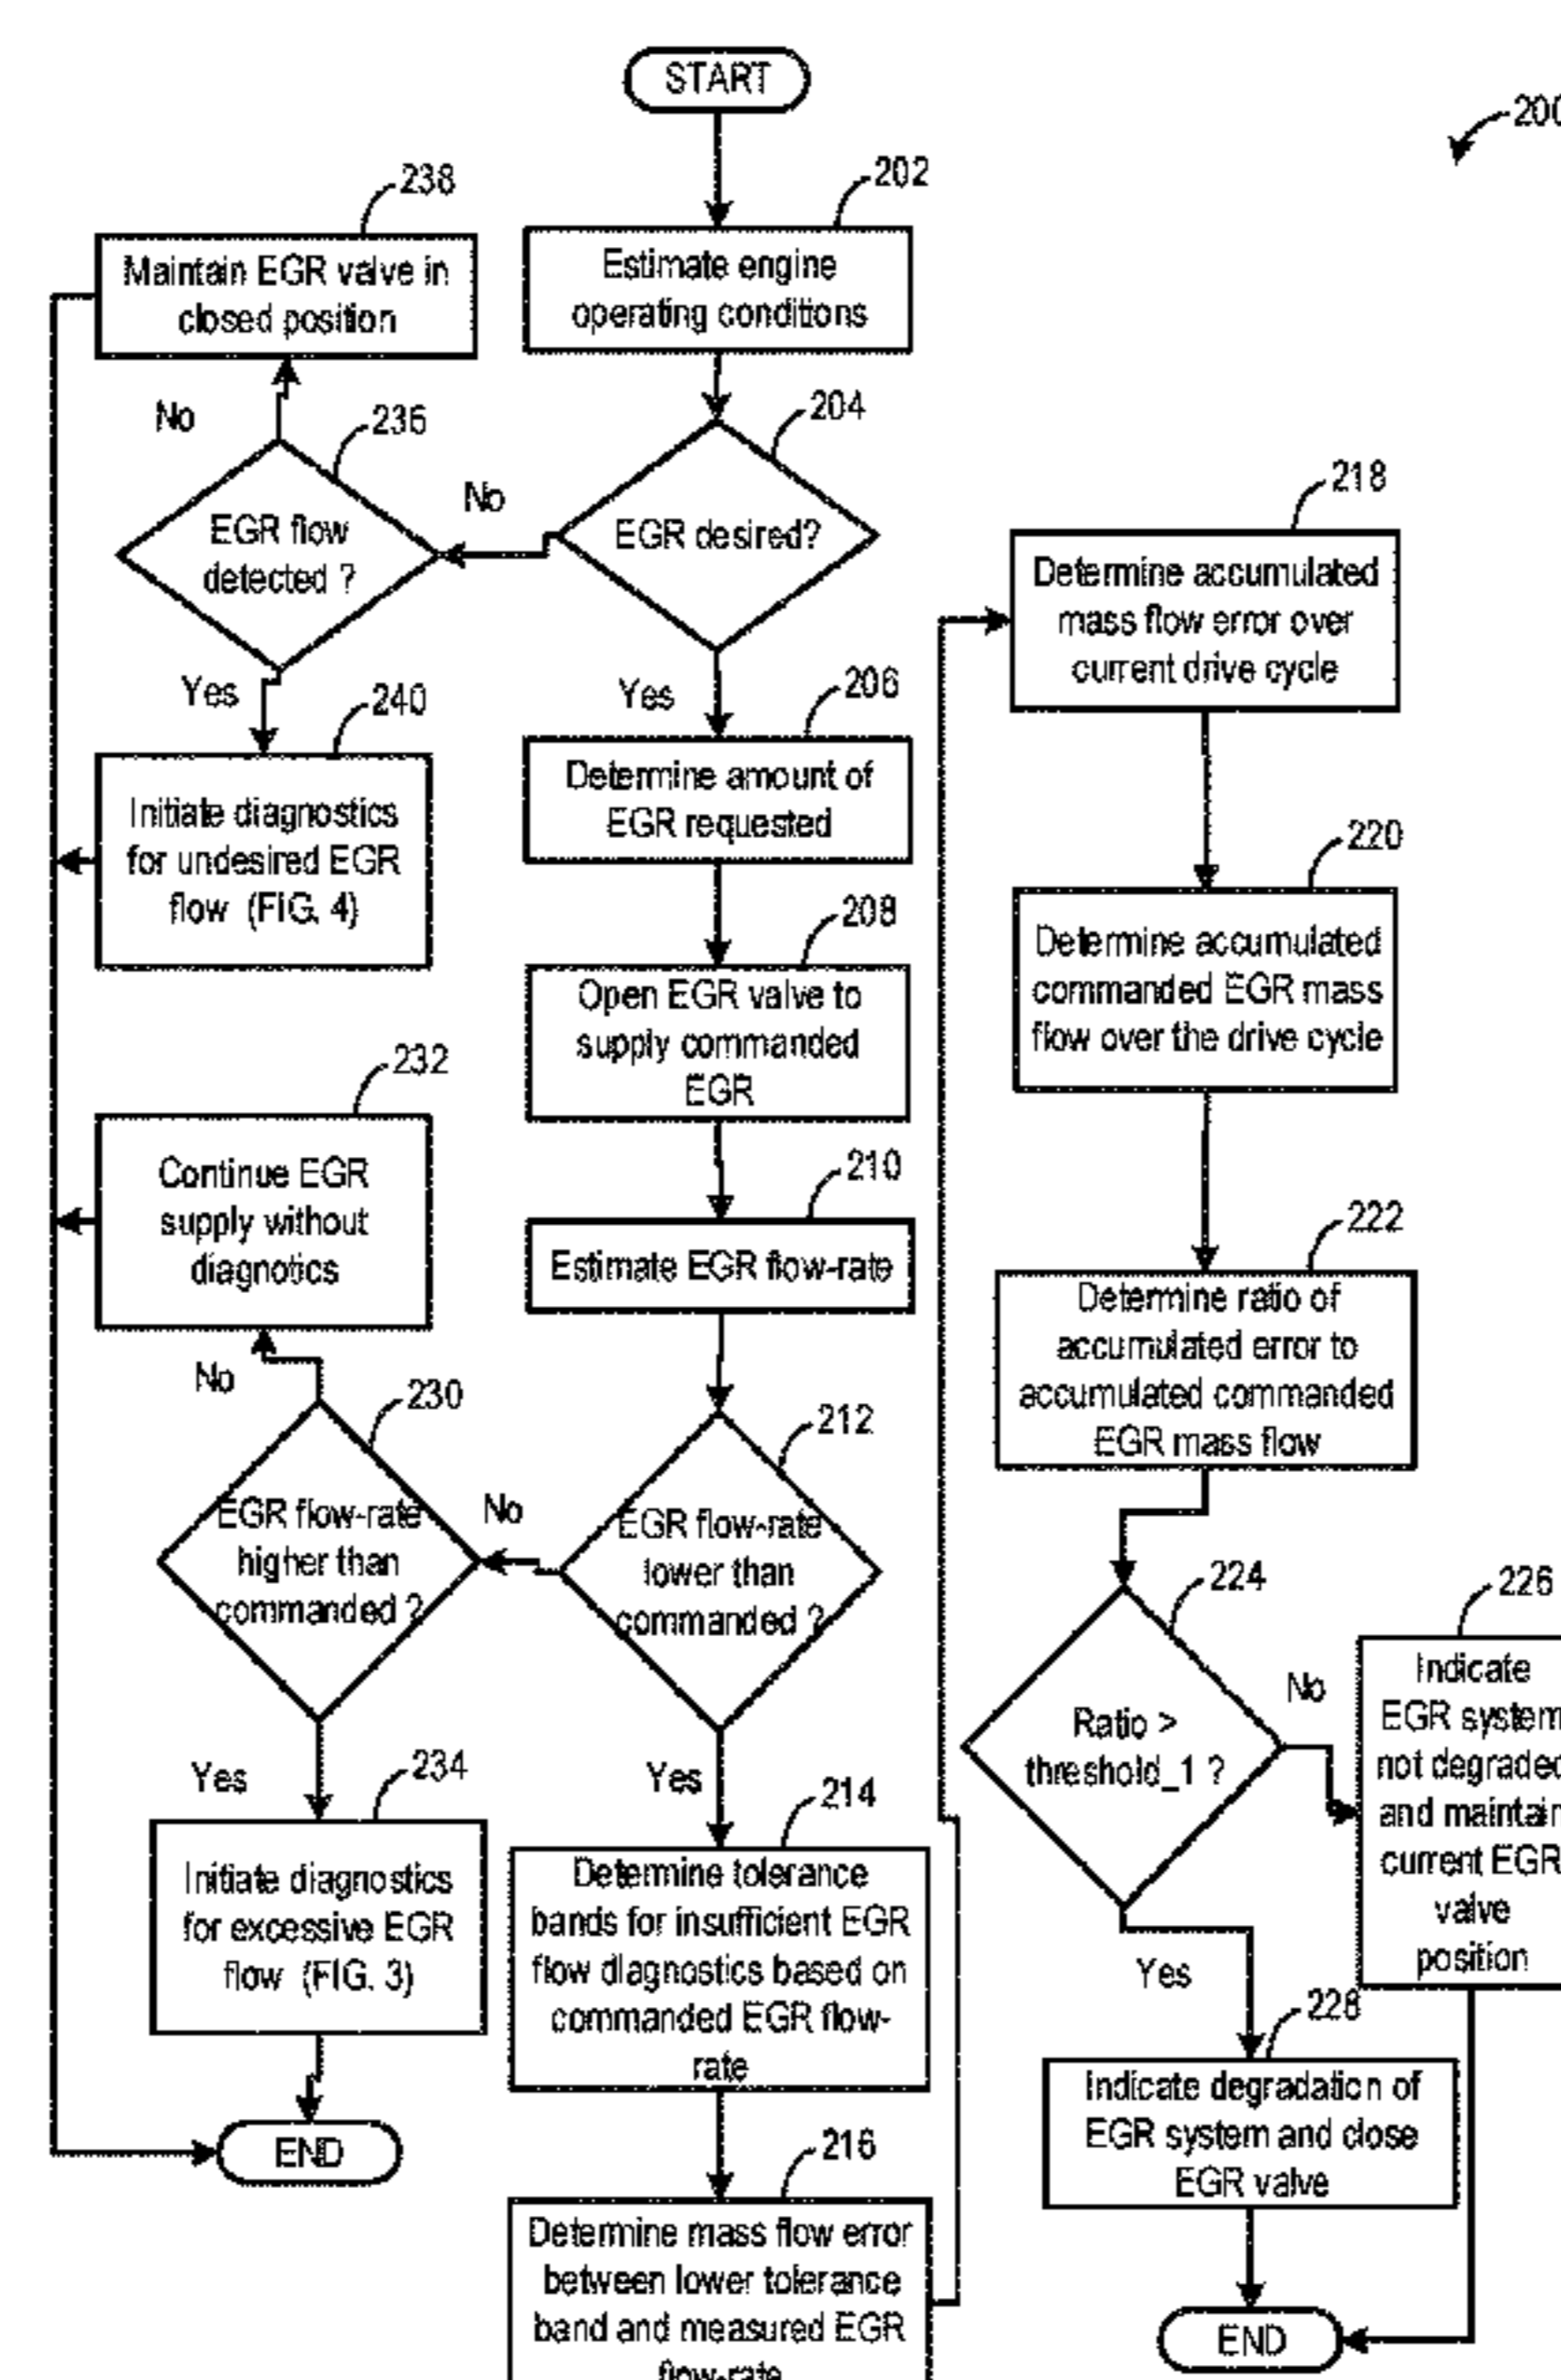 START
200
202
Estimate engine
operating conditions
238
Maintain EGR valve in
closed position
204
EGR desired?
No
236
EGR flow
detected ?
No
Yes
240
Initiate diagnostics
for undesired EGR
flow (FIG. 4)
Yes
206
Determine amount of
EGR requested
208
Open EGR valve to
supply commanded
EGR
210
Estimate EGR flow-rate
232
Continue EGR
supply without
diagnotics
No
230
EGR flow-rate
higher than
commanded ?
No
212
EGR flow-rate
lower than
commanded ?
Yes
234
Initiate diagnostics
for excessive EGR
flow (FIG. 3)
END
Yes
214
Determine tolerance
bands for insufficient EGR
flow diagnostics based on
commanded EGR flow-
rate
216
Determine mass flow error
between lower tolerance
band and measured EGR
flow-rate
218
Determine accumulated
mass flow error over
current drive cycle
220
Determine accumulated
commanded EGR mass
flow over the drive cycle
222
Determine ratio of
accumulated error to
accumulated commanded
EGR mass flow
224
Ratio >
threshold_1 ?
No
226
Indicate
EGR system
not degraded
and maintain
current EGR
valve
position
Yes
228
Indicate degradation of
EGR system and close
EGR valve
END